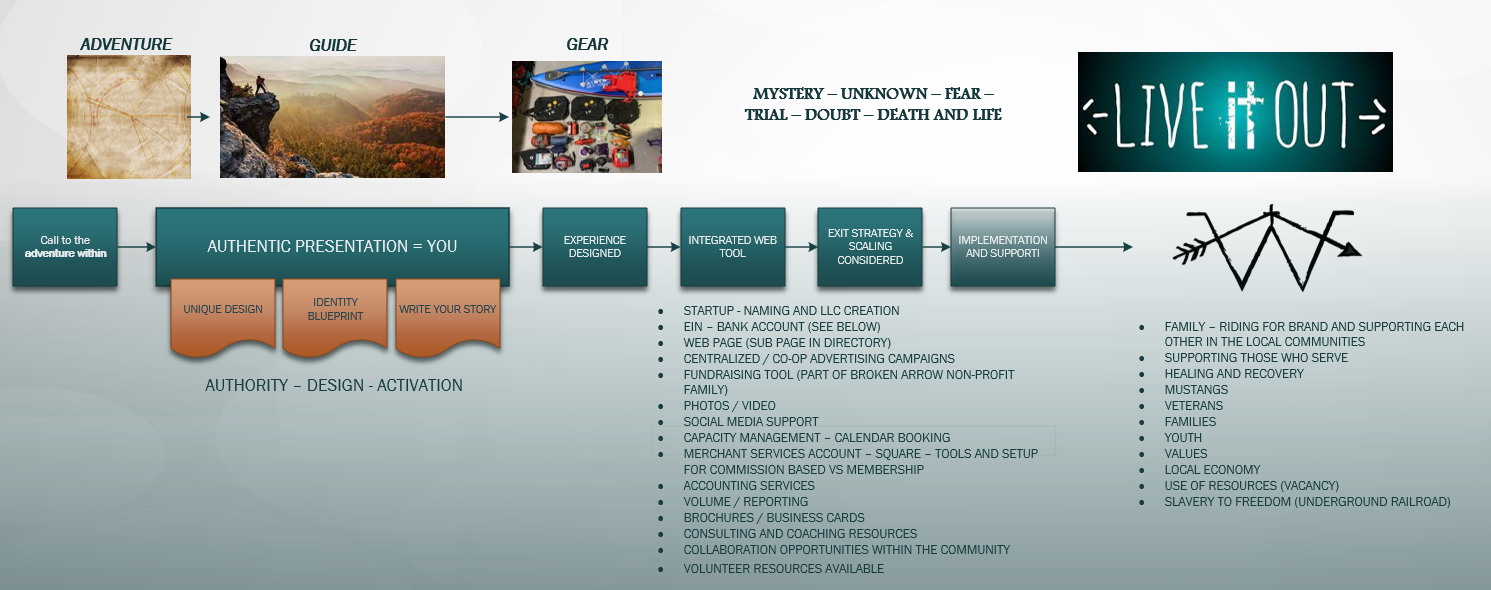 ADVENTURE
GUIDE
GEAR
MYSTERY – UNKNOWN – FEAR –
TRIAL – DOUBT – DEATH AND LIFE
LIVE it OUT
Call to the
adventure within
AUTHENTIC PRESENTATION = YOU
UNIQUE DESIGN
IDENTITY
BLUEPRINT
WRITE YOUR STORY
AUTHORITY – DESIGN - ACTIVATION
EXPERIENCE
DESIGNED
INTEGRATED WEB
TOOL
EXIT STRATEGY &
SCALING
CONSIDERED
IMPLEMENTATION
AND SUPPORTI
• STARTUP - NAMING AND LLC CREATION
• EIN – BANK ACCOUNT (SEE BELOW)
• WEB PAGE (SUB PAGE IN DIRECTORY)
• CENTRALIZED / CO-OP ADVERTISING CAMPAIGNS
• FUNDRAISING TOOL (PART OF BROKEN ARROW NON-PROFIT
FAMILY)
• PHOTOS / VIDEO
• SOCIAL MEDIA SUPPORT
• CAPACITY MANAGEMENT – CALENDAR BOOKING
• MERCHANT SERVICES ACCOUNT – SQUARE – TOOLS AND SETUP
FOR COMMISSION BASED VS MEMBERSHIP
• ACCOUNTING SERVICES
• VOLUME / REPORTING
• BROCHURES / BUSINESS CARDS
• CONSULTING AND COACHING RESOURCES
• COLLABORATION OPPORTUNITIES WITHIN THE COMMUNITY
• VOLUNTEER RESOURCES AVAILABLE
• FAMILY – RIDING FOR BRAND AND SUPPORTING EACH
OTHER IN THE LOCAL COMMUNITIES
• SUPPORTING THOSE WHO SERVE
• HEALING AND RECOVERY
• MUSTANGS
• VETERANS
• FAMILIES
• YOUTH
• VALUES
• LOCAL ECONOMY
• USE OF RESOURCES (VACANCY)
• SLAVERY TO FREEDOM (UNDERGROUND RAILROAD)